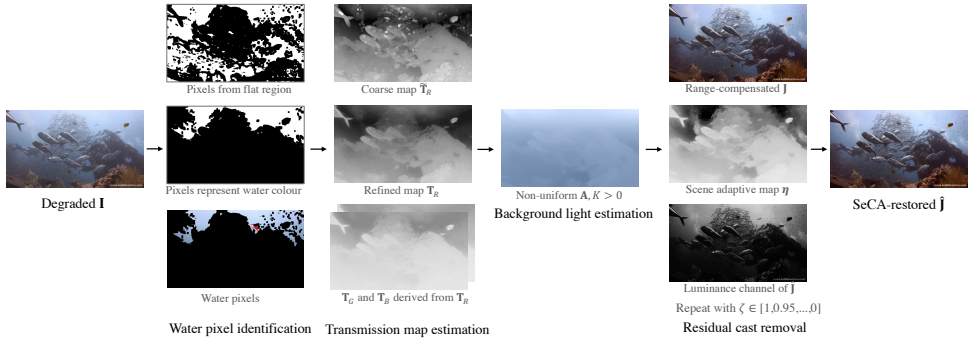 Pixels from flat region
Coarse map T̃_R
Range-compensated J
Pixels represent water colour
Refined map T_R
Non-uniform A, K > 0
Scene adaptive map η
Degraded I
Background light estimation
SeCA-restored Ĵ
Water pixels
T_G and T_B derived from T_R
Luminance channel of J
Repeat with ζ ∈ [1,0.95,...,0]
Water pixel identification
Transmission map estimation
Residual cast removal